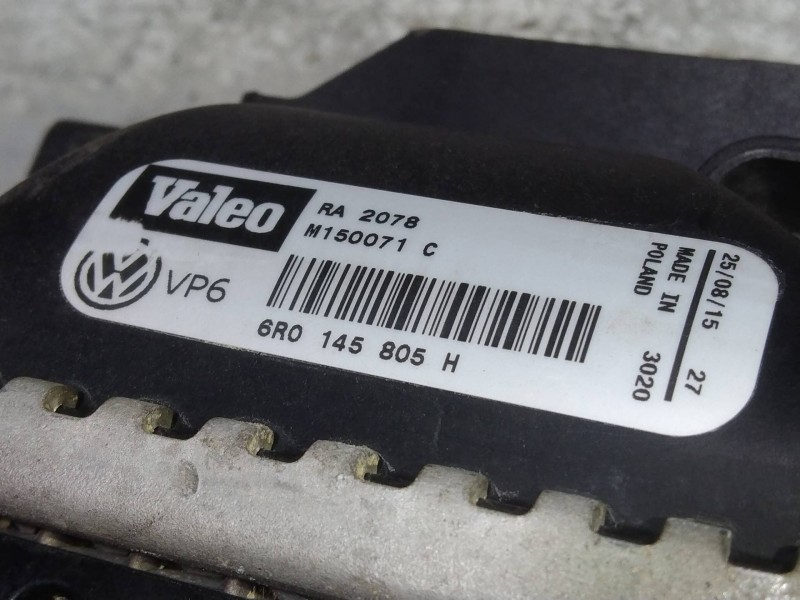 Valeo
RA 2078
M150071 C
VP6
6R0 145 805 H
25/08/15 27
MADE IN 3020
POLAND